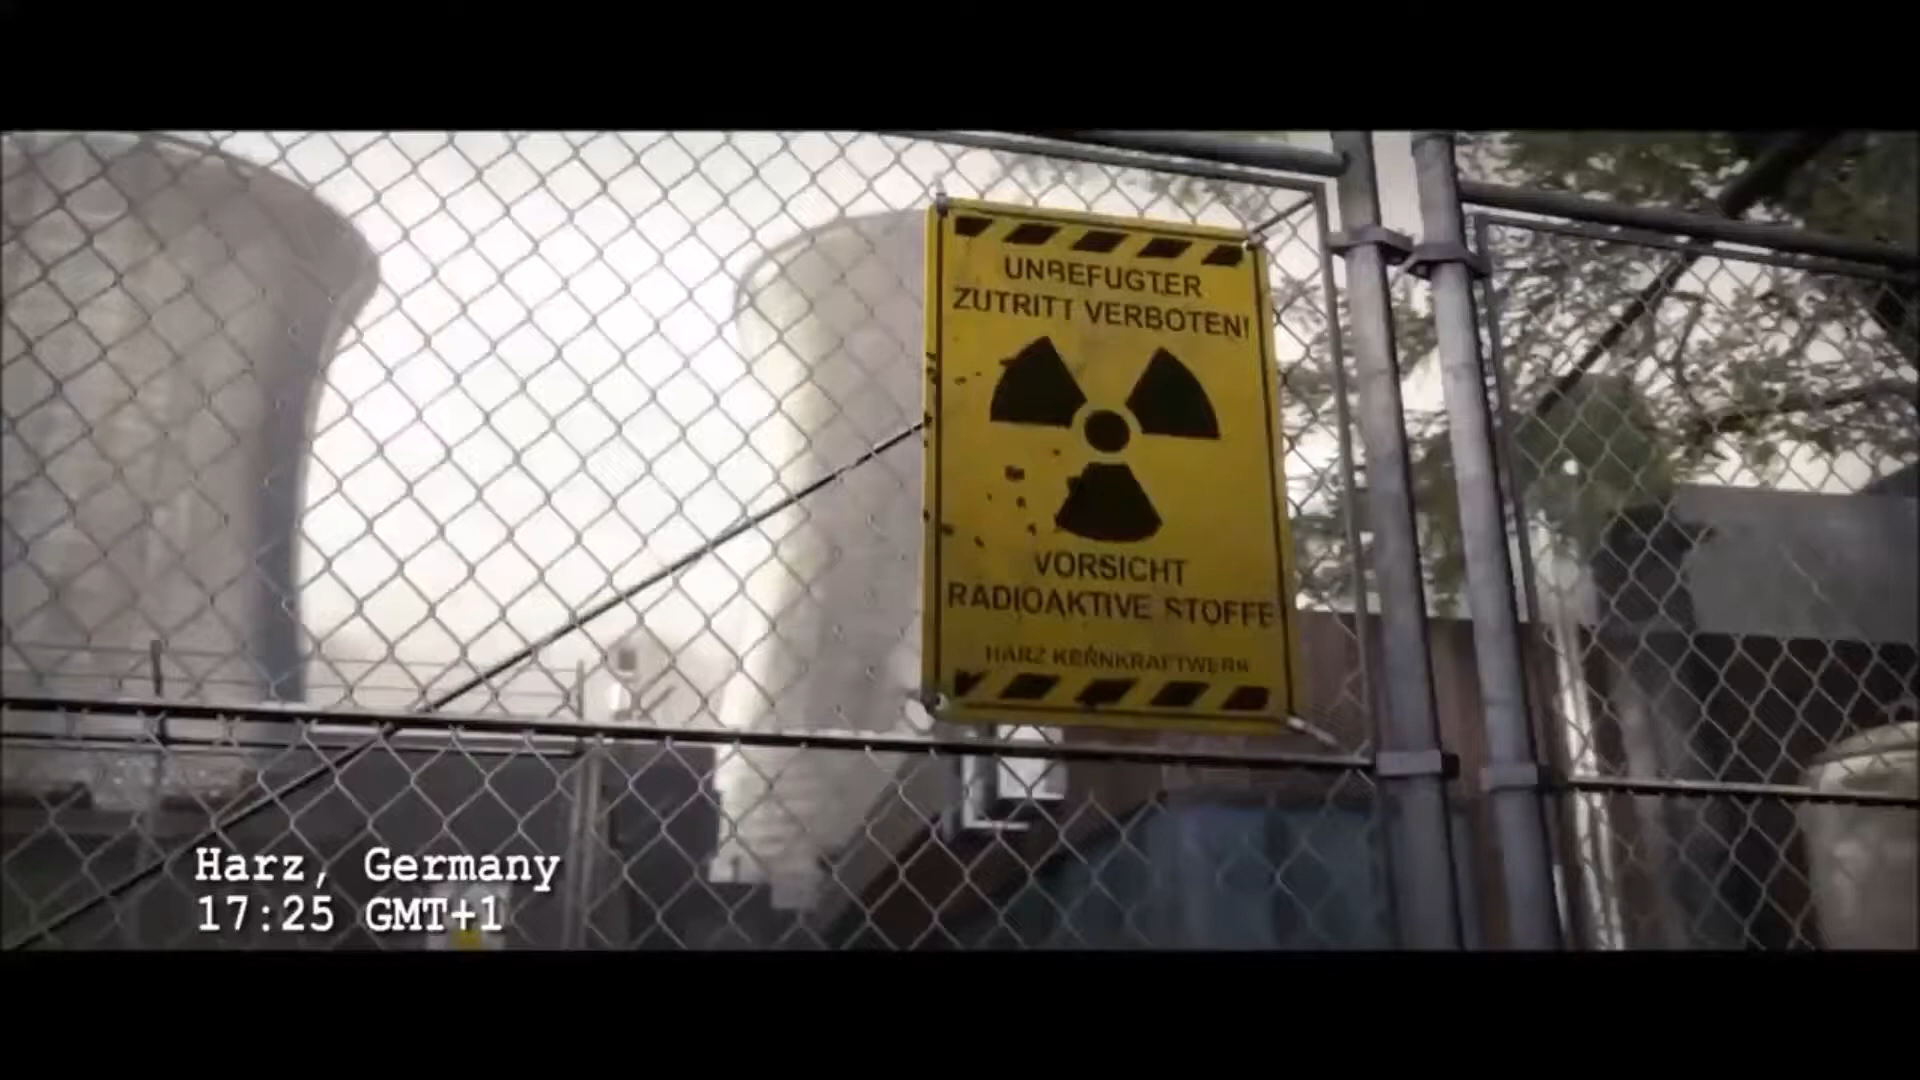 UNBEFUGTER
ZUTRITT VERBOTEN!
VORSICHT
RADIOAKTIVE STOFFE
HARZ KERNKRAFTWERK
Harz, Germany
17:25 GMT+1